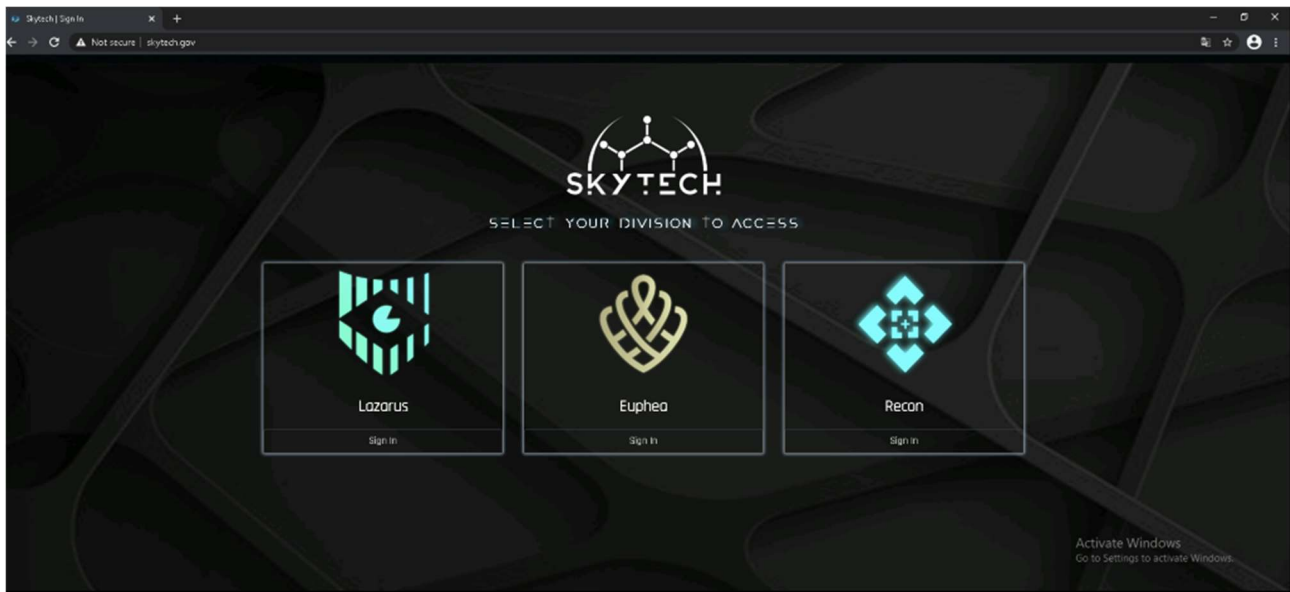 Skytech | Sign In
Not secure | skytech.gov
SKYTECH
SELECT YOUR DIVISION TO ACCESS
Lazarus
Euphea
Recon
Sign In
Sign In
Sign In
Activate Windows
Go to Settings to activate Windows.